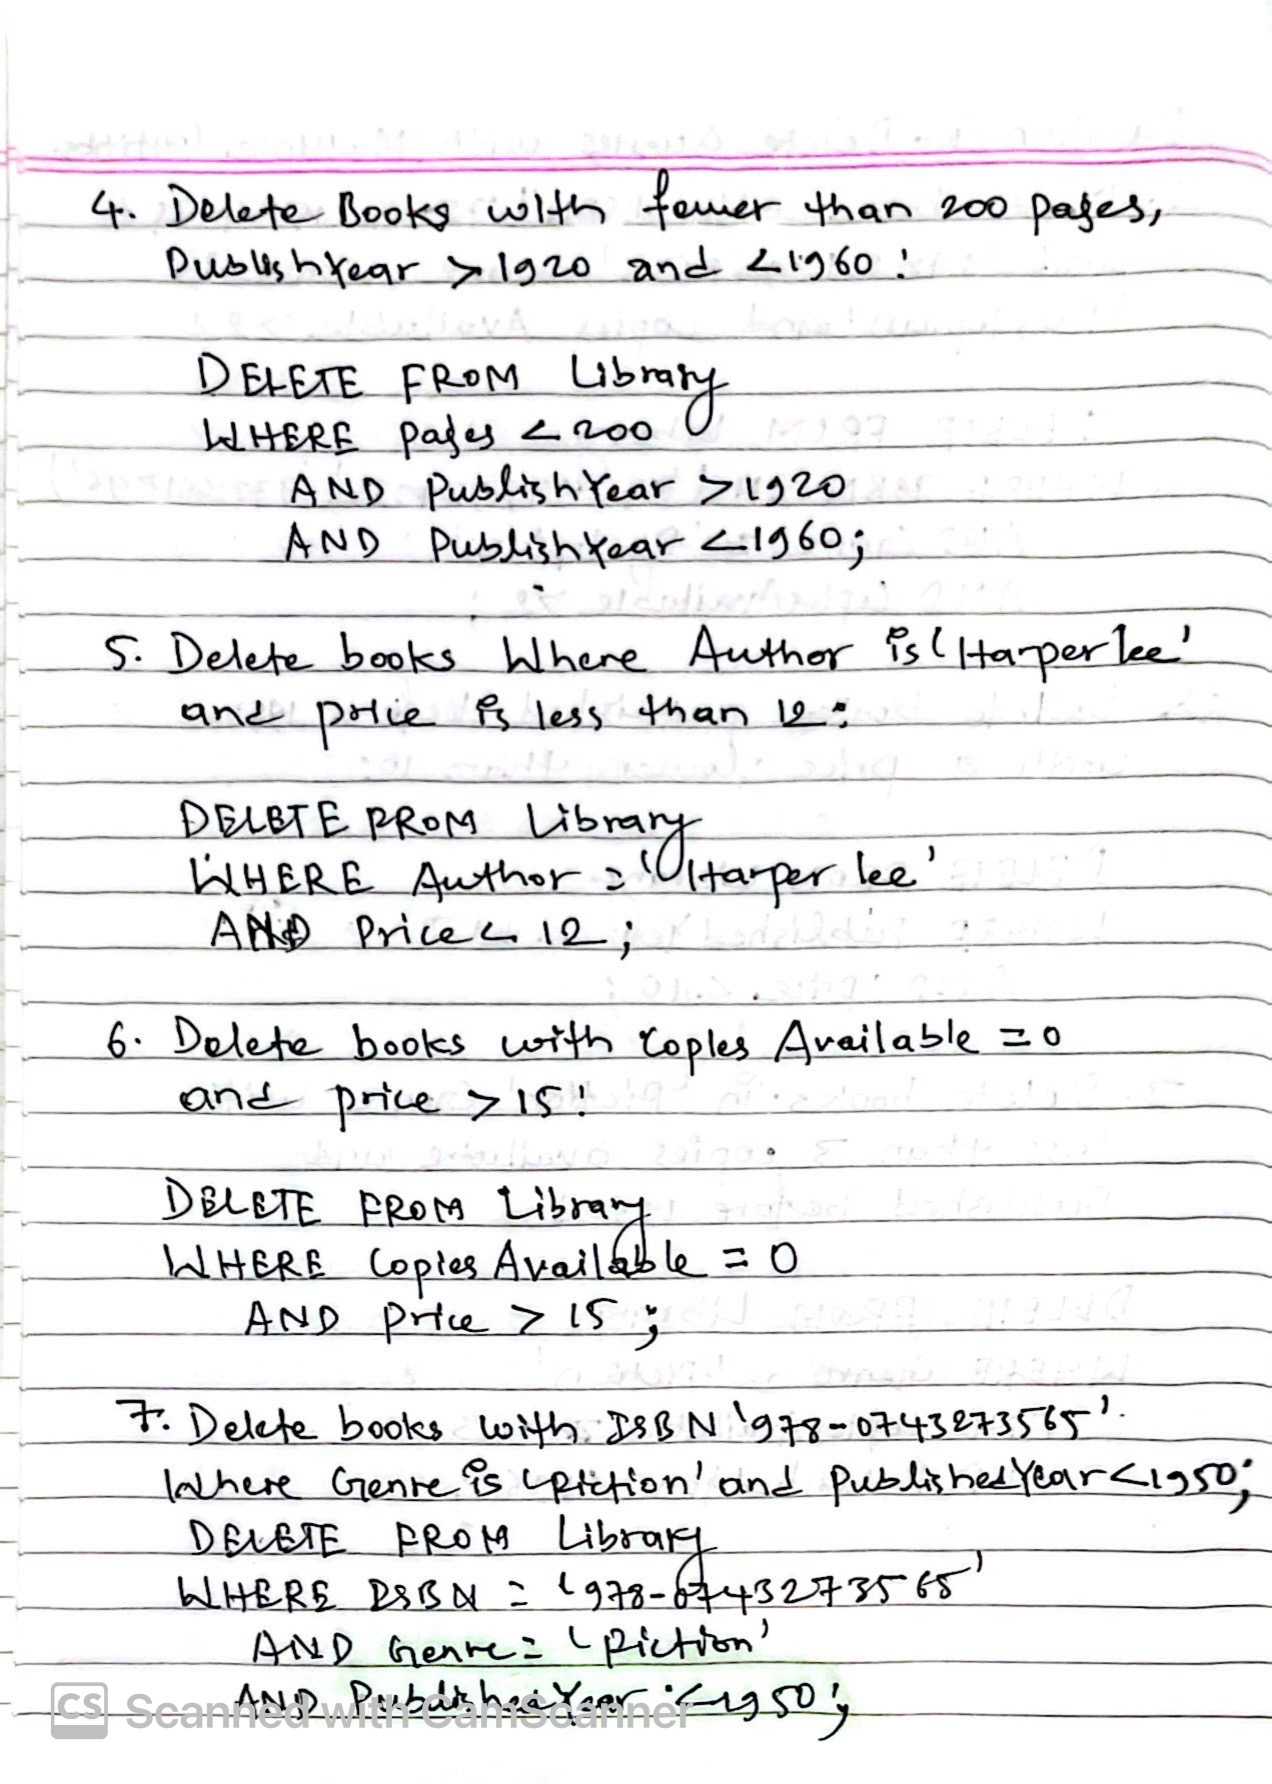 4. Delete Books with fewer than 200 pages,
PublishYear > 1920 and < 1960 :
DELETE FROM Library
WHERE pages < 200
AND PublishYear > 1920
AND PublishYear < 1960;
5. Delete books Where Author is 'Harper lee'
and price is less than 12:
DELETE FROM Library
WHERE Author = 'Harper lee'
AND Price < 12 ;
6. Delete books with Copies Available = 0
and price > 15:
DELETE FROM Library
WHERE Copies Available = 0
AND Price > 15 ;
7. Delete books with ISBN '978-0743273565'
Where Genre is 'Fiction' and PublishedYear < 1950;
DELETE FROM Library
WHERE ISBN = '978-0743273565'
AND Genre = 'Fiction'
AND PublishedYear < 1950;
CS Scanned with CamScanner